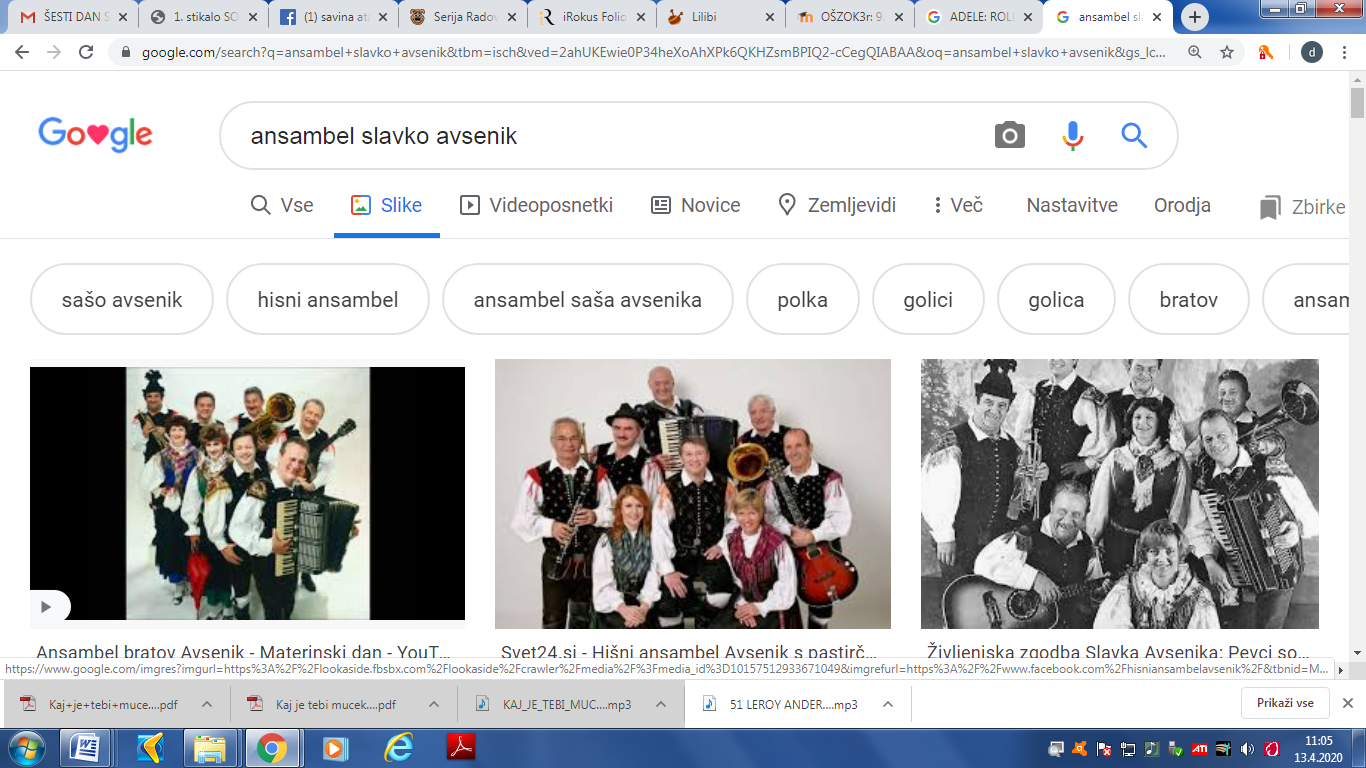 ŠESTI DAN S
1. stikalo SO
(1) savina ata
Serija Radov
iRokus Folio
Lilibi
OŠZOK3r: 9.
ADELE: ROLL
ansambel sla
google.com/search?q=ansambel+slavko+avsenik&tbm=isch&ved=2ahUKEwie0P34heXoAhXPk6QKHZsmBPIQ2-cCegQIABAA&oq=ansambel+slavko+avsenik&gs_lc...
d
Google
ansambel slavko avsenik
Vse
Slike
Videoposnetki
Novice
Zemljevidi
Več
Nastavitve
Orodja
Zbirke
sašo avsenik
hisni ansambel
ansambel saša avsenika
polka
golici
golica
bratov
ansam
Ansambel bratov Avsenik - Materinski dan - YouT...
Svet24.si - Hišni ansambel Avsenik s pastirč...
Življenjska zgodba Slavka Avsenika: Pevci so...
https://www.google.com/imgres?imgurl=https%3A%2F%2Flookaside.fbsbx.com%2Flookaside%2Fcrawler%2Fmedia%2F%3Fmedia_id%3D10157512933671049&imgrefurl=https%3A%2F%2Fwww.facebook.com%2Fhisniansambelavsenik%2F&tbnid=M...
Kaj+je+tebi+muce....pdf
Kaj je tebi mucek....pdf
KAJ_JE_TEBI_MUC....mp3
51 LEROY ANDER....mp3
Prikaži vse
ATI
11:05
13.4.2020